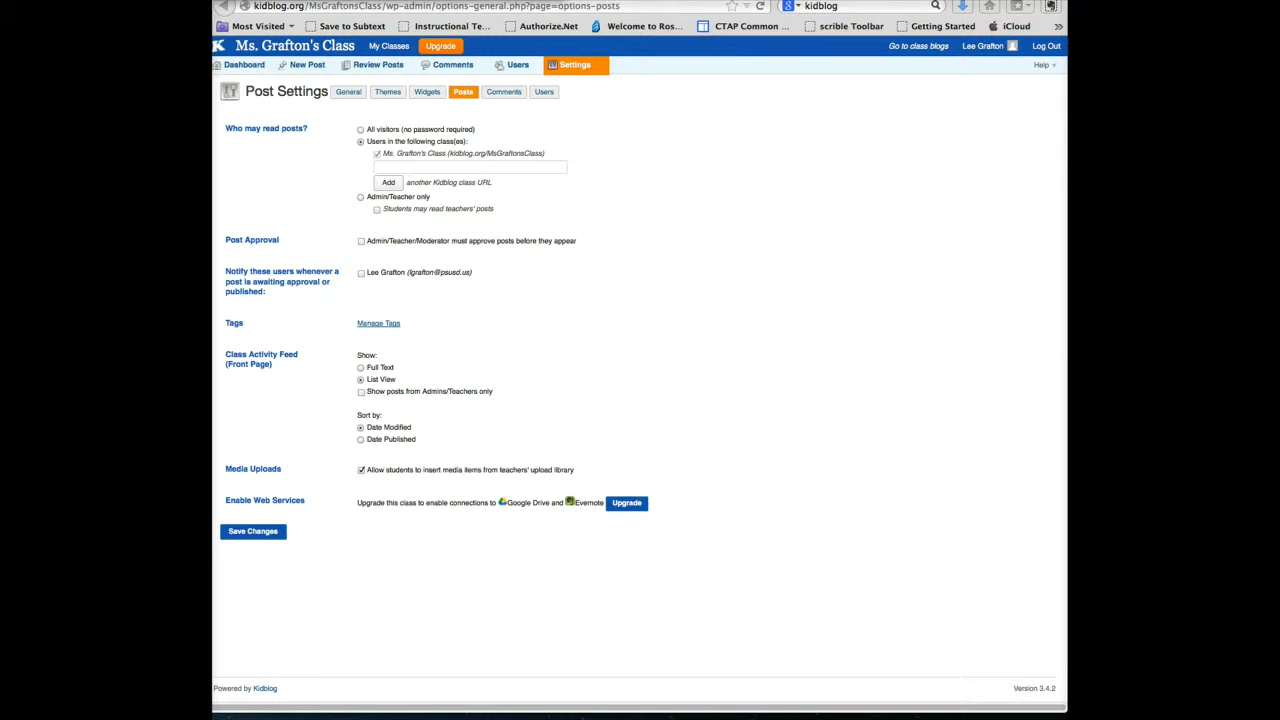 kidblog.org/MsGraftonsClass/wp-admin/options-general.php?page=options-posts kidblog
Most Visited Save to Subtext Instructional Te... Authorize.Net Welcome to Ros... CTAP Common ... scrible Toolbar Getting Started iCloud »
K Ms. Grafton's Class My Classes Upgrade Go to class blogs Lee Grafton Log Out
Dashboard New Post Review Posts Comments Users Settings Help
Post Settings General Themes Widgets Posts Comments Users
Who may read posts? All visitors (no password required)
Users in the following class(es):
Ms. Grafton's Class (kidblog.org/MsGraftonsClass)
Add another Kidblog class URL
Admin/Teacher only
Students may read teachers' posts
Post Approval Admin/Teacher/Moderator must approve posts before they appear
Notify these users whenever a Lee Grafton (lgrafton@psusd.us)
post is awaiting approval or
published:
Tags Manage Tags
Class Activity Feed Show:
(Front Page) Full Text
List View
Show posts from Admins/Teachers only
Sort by:
Date Modified
Date Published
Media Uploads Allow students to insert media items from teachers' upload library
Enable Web Services Upgrade this class to enable connections to Google Drive and Evernote Upgrade
Save Changes
Powered by Kidblog Version 3.4.2